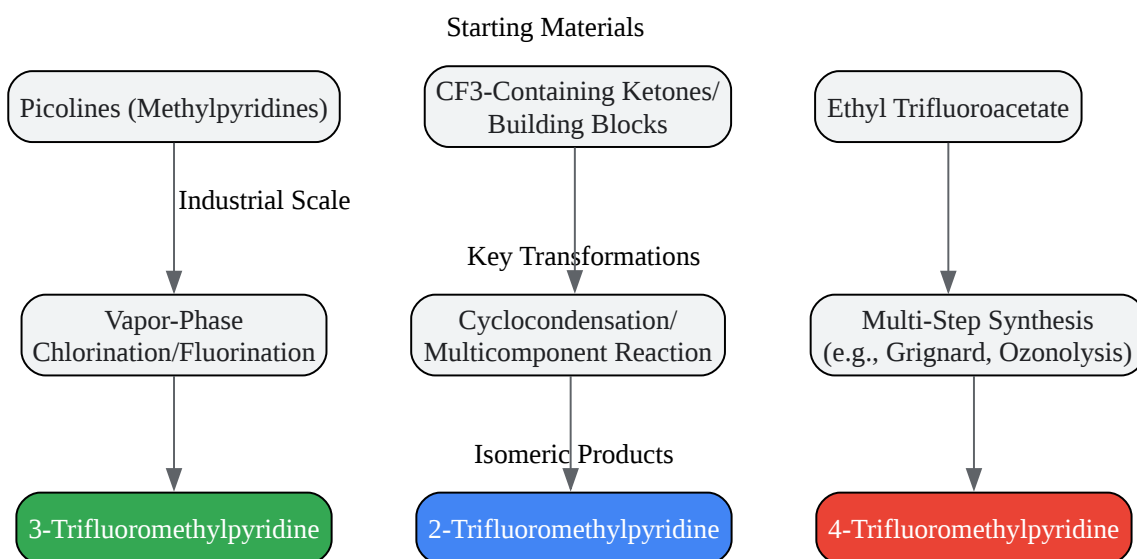 Starting Materials
Picolines (Methylpyridines)
CF3-Containing Ketones/
Building Blocks
Ethyl Trifluoroacetate
Industrial Scale
Key Transformations
Vapor-Phase
Chlorination/Fluorination
Cyclocondensation/
Multicomponent Reaction
Multi-Step Synthesis
(e.g., Grignard, Ozonolysis)
Isomeric Products
3-Trifluoromethylpyridine
2-Trifluoromethylpyridine
4-Trifluoromethylpyridine